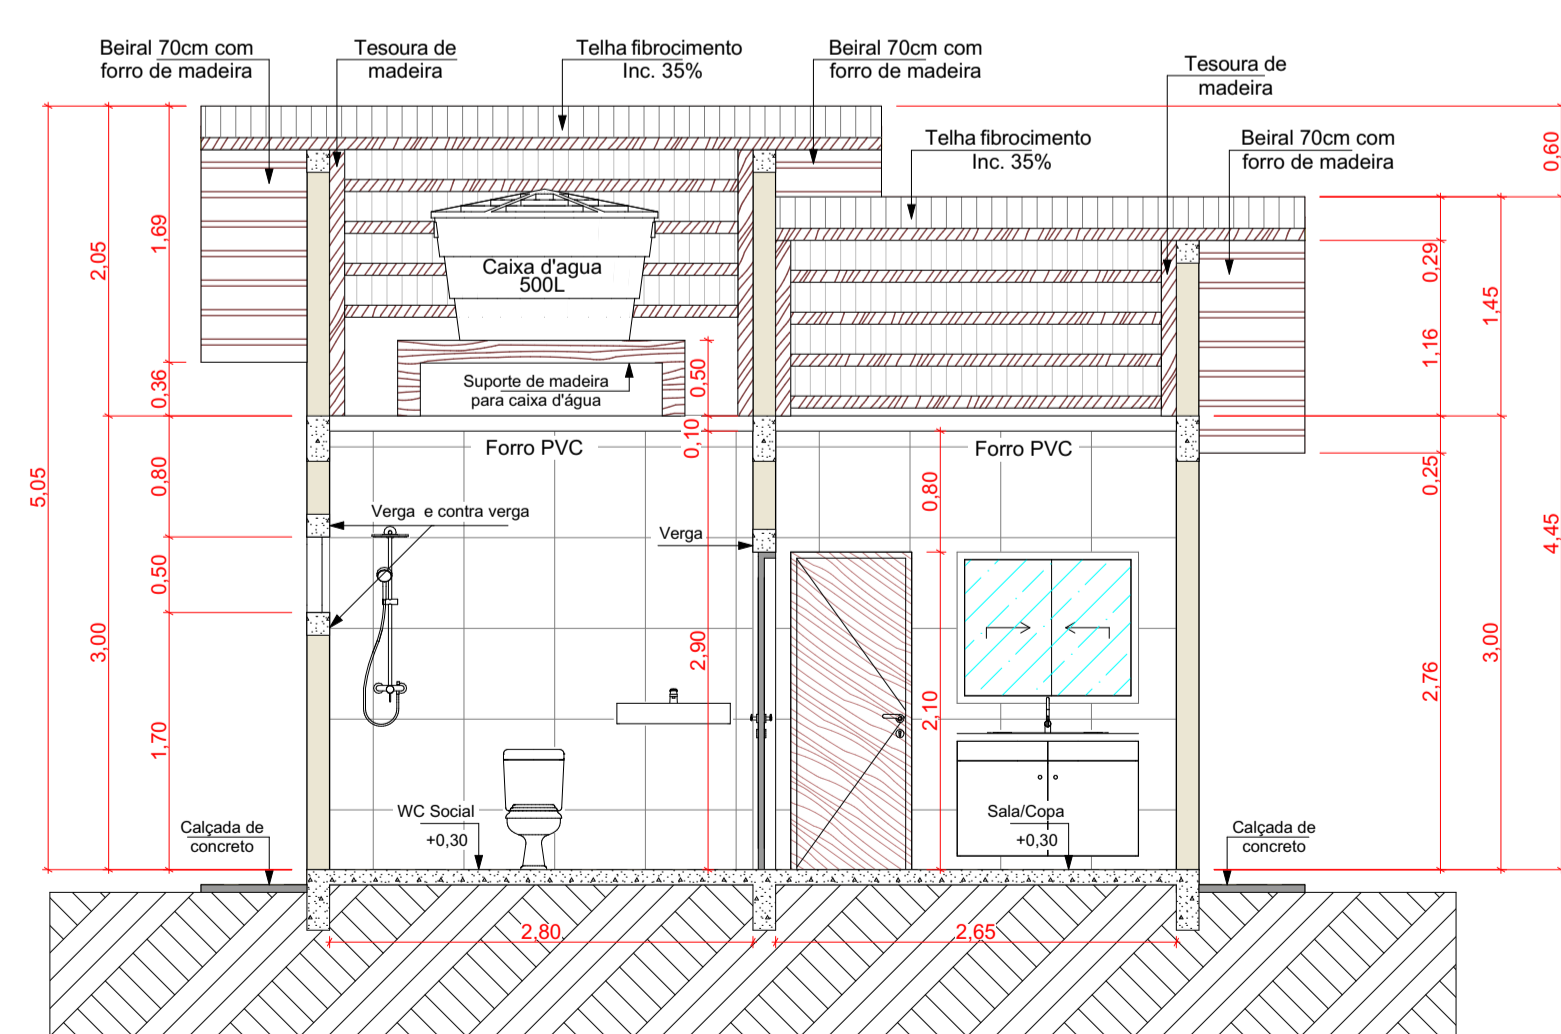 Beiral 70cm com
forro de madeira
Tesoura de
madeira
Telha fibrocimento
Inc. 35%
Beiral 70cm com
forro de madeira
Tesoura de
madeira
Telha fibrocimento
Inc. 35%
Beiral 70cm com
forro de madeira
0,60
2,05
1,69
0,36
Caixa d'agua
500L
Suporte de madeira
para caixa d'água
0,50
0,10
0,29
1,16
1,45
Forro PVC
Forro PVC
5,05
0,80
0,50
3,00
1,70
Verga e contra verga
Verga
0,80
2,90
2,10
0,25
2,76
3,00
4,45
WC Social
+0,30
Sala/Copa
+0,30
Calçada de
concreto
Calçada de
concreto
2,80
2,65